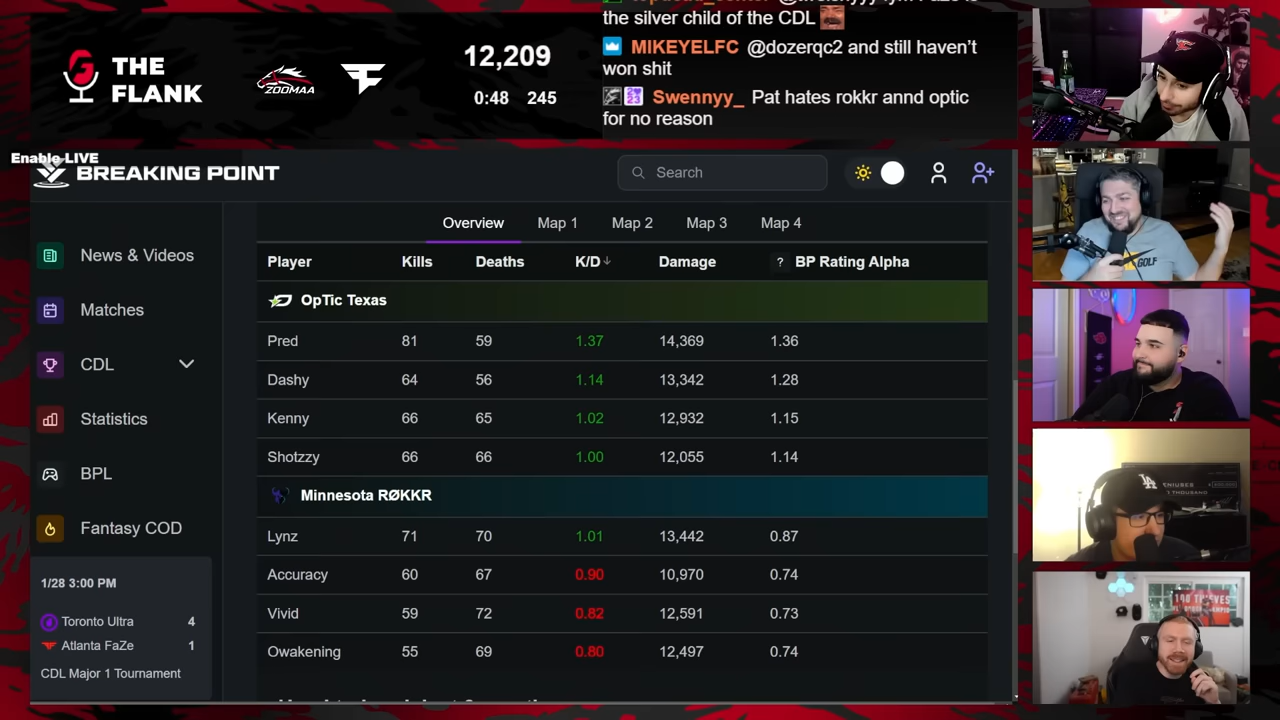 the silver child of the CDL
MIKEYELFC @dozerqc2 and still haven't
won shit
Swennyy_ Pat hates rokkr annd optic
for no reason
THE
FLANK
ZOOMAA
12,209
0:48 245
Enable LIVE
BREAKING POINT
Search
News & Videos
Matches
CDL
Statistics
BPL
Fantasy COD
1/28 3:00 PM
Toronto Ultra 4
Atlanta FaZe 1
CDL Major 1 Tournament
Overview Map 1 Map 2 Map 3 Map 4
Player Kills Deaths K/D ↓ Damage ? BP Rating Alpha
OpTic Texas
Pred 81 59 1.37 14,369 1.36
Dashy 64 56 1.14 13,342 1.28
Kenny 66 65 1.02 12,932 1.15
Shotzzy 66 66 1.00 12,055 1.14
Minnesota RØKKR
Lynz 71 70 1.01 13,442 0.87
Accuracy 60 67 0.90 10,970 0.74
Vivid 59 72 0.82 12,591 0.73
Owakening 55 69 0.80 12,497 0.74
GOLF
LA
100 THIEVES